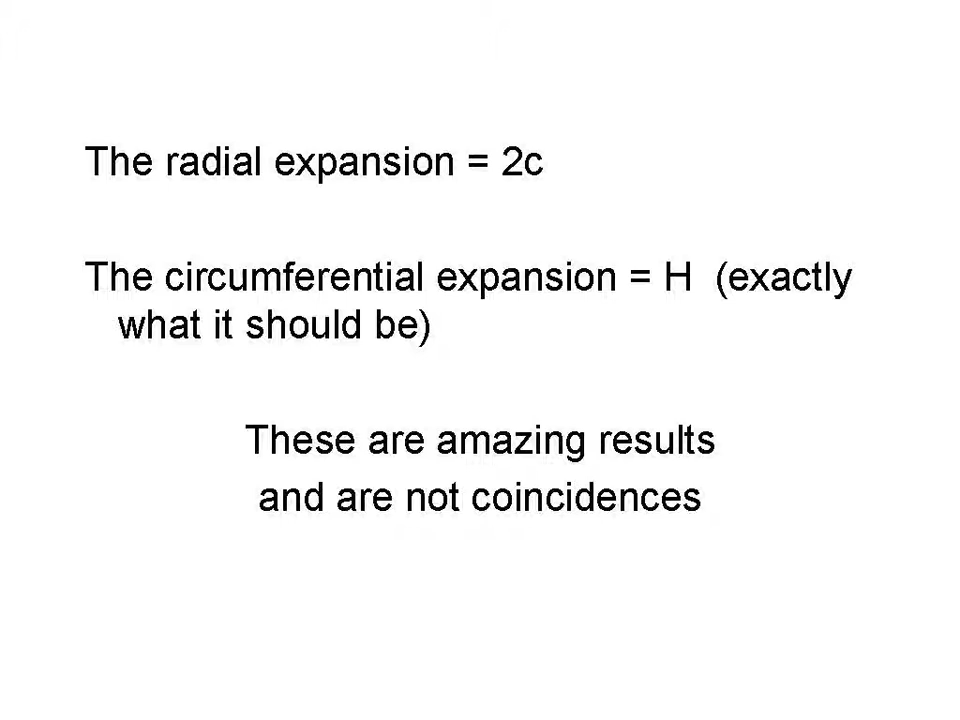 The radial expansion = 2c
The circumferential expansion = H (exactly
what it should be)
These are amazing results
and are not coincidences